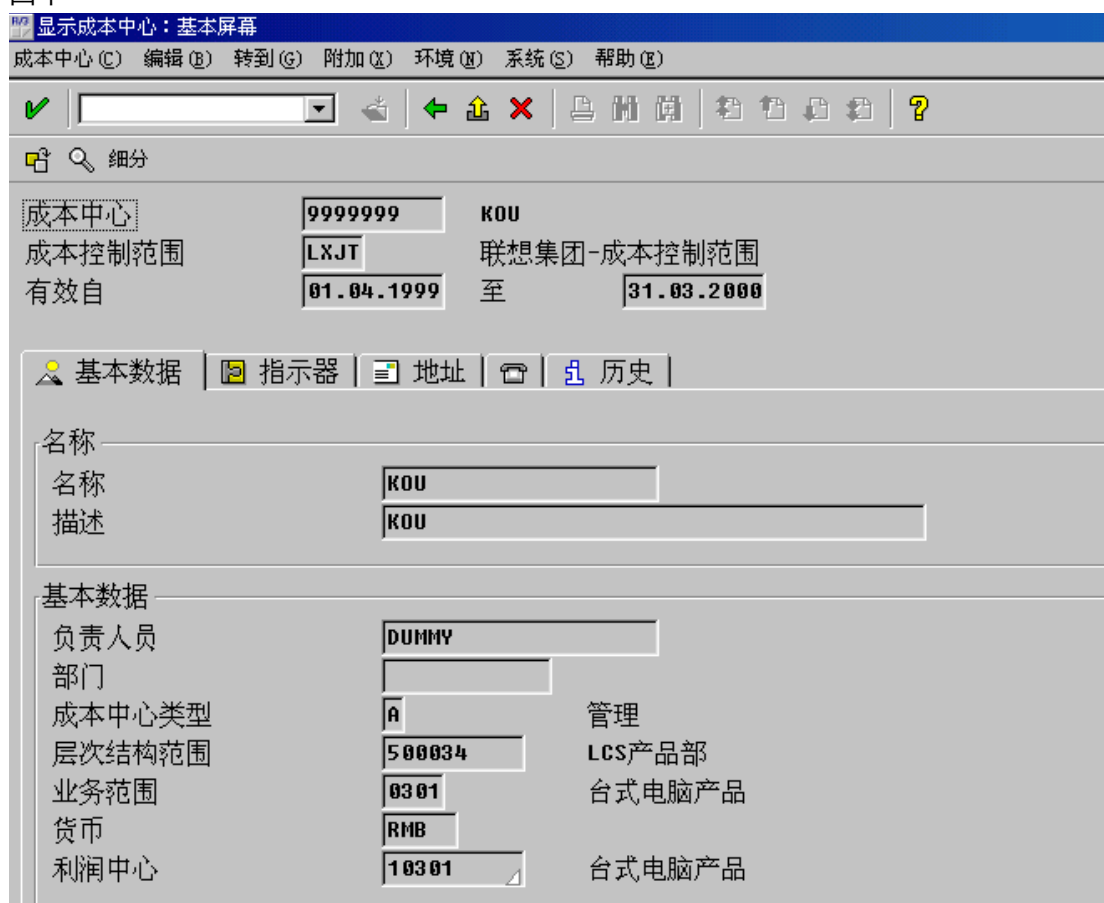 显示成本中心：基本屏幕
成本中心(C) 编辑(B) 转到(G) 附加(X) 环境(N) 系统(S) 帮助(E)
细分
成本中心 9999999 KOU
成本控制范围 LXJT 联想集团-成本控制范围
有效自 01.04.1999 至 31.03.2000
基本数据 指示器 地址 历史
名称
名称 KOU
描述 KOU
基本数据
负责人员 DUMMY
部门
成本中心类型 A 管理
层次结构范围 500034 LCS产品部
业务范围 0301 台式电脑产品
货币 RMB
利润中心 10301 台式电脑产品